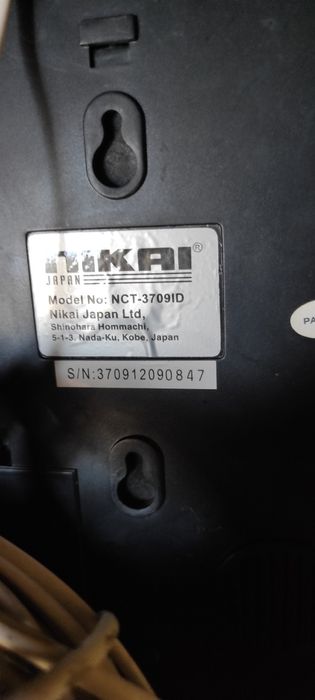 NIKAI®
JAPAN
Model No: NCT-3709ID
Nikai Japan Ltd,
Shinohara Hommachi,
5-1-3, Nada-Ku, Kobe, Japan
S/N:370912090847
PA